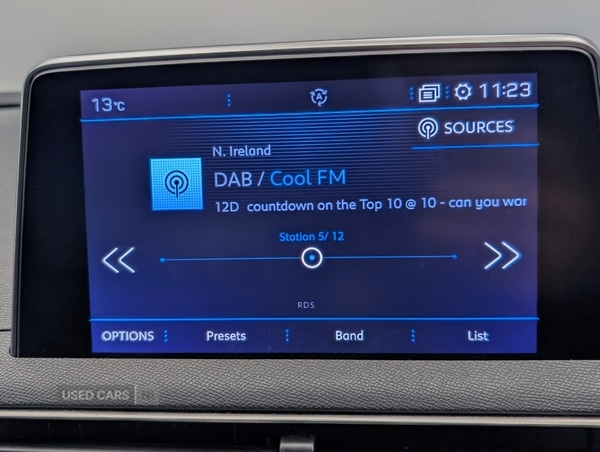 13°c A 11:23
SOURCES
N. Ireland
DAB / Cool FM
12D countdown on the Top 10 @ 10 - can you wor
Station 5/ 12
RDS
OPTIONS Presets Band List
USED CARS NI